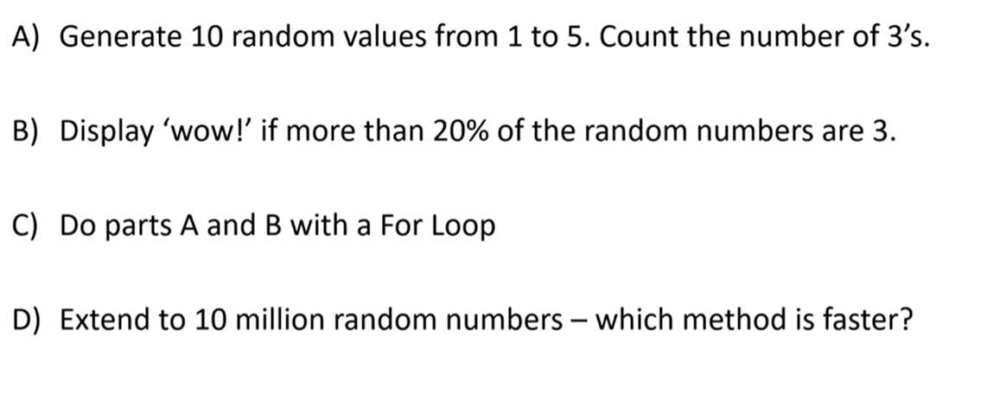 A) Generate 10 random values from 1 to 5. Count the number of 3’s.
B) Display ‘wow!’ if more than 20% of the random numbers are 3.
C) Do parts A and B with a For Loop
D) Extend to 10 million random numbers – which method is faster?